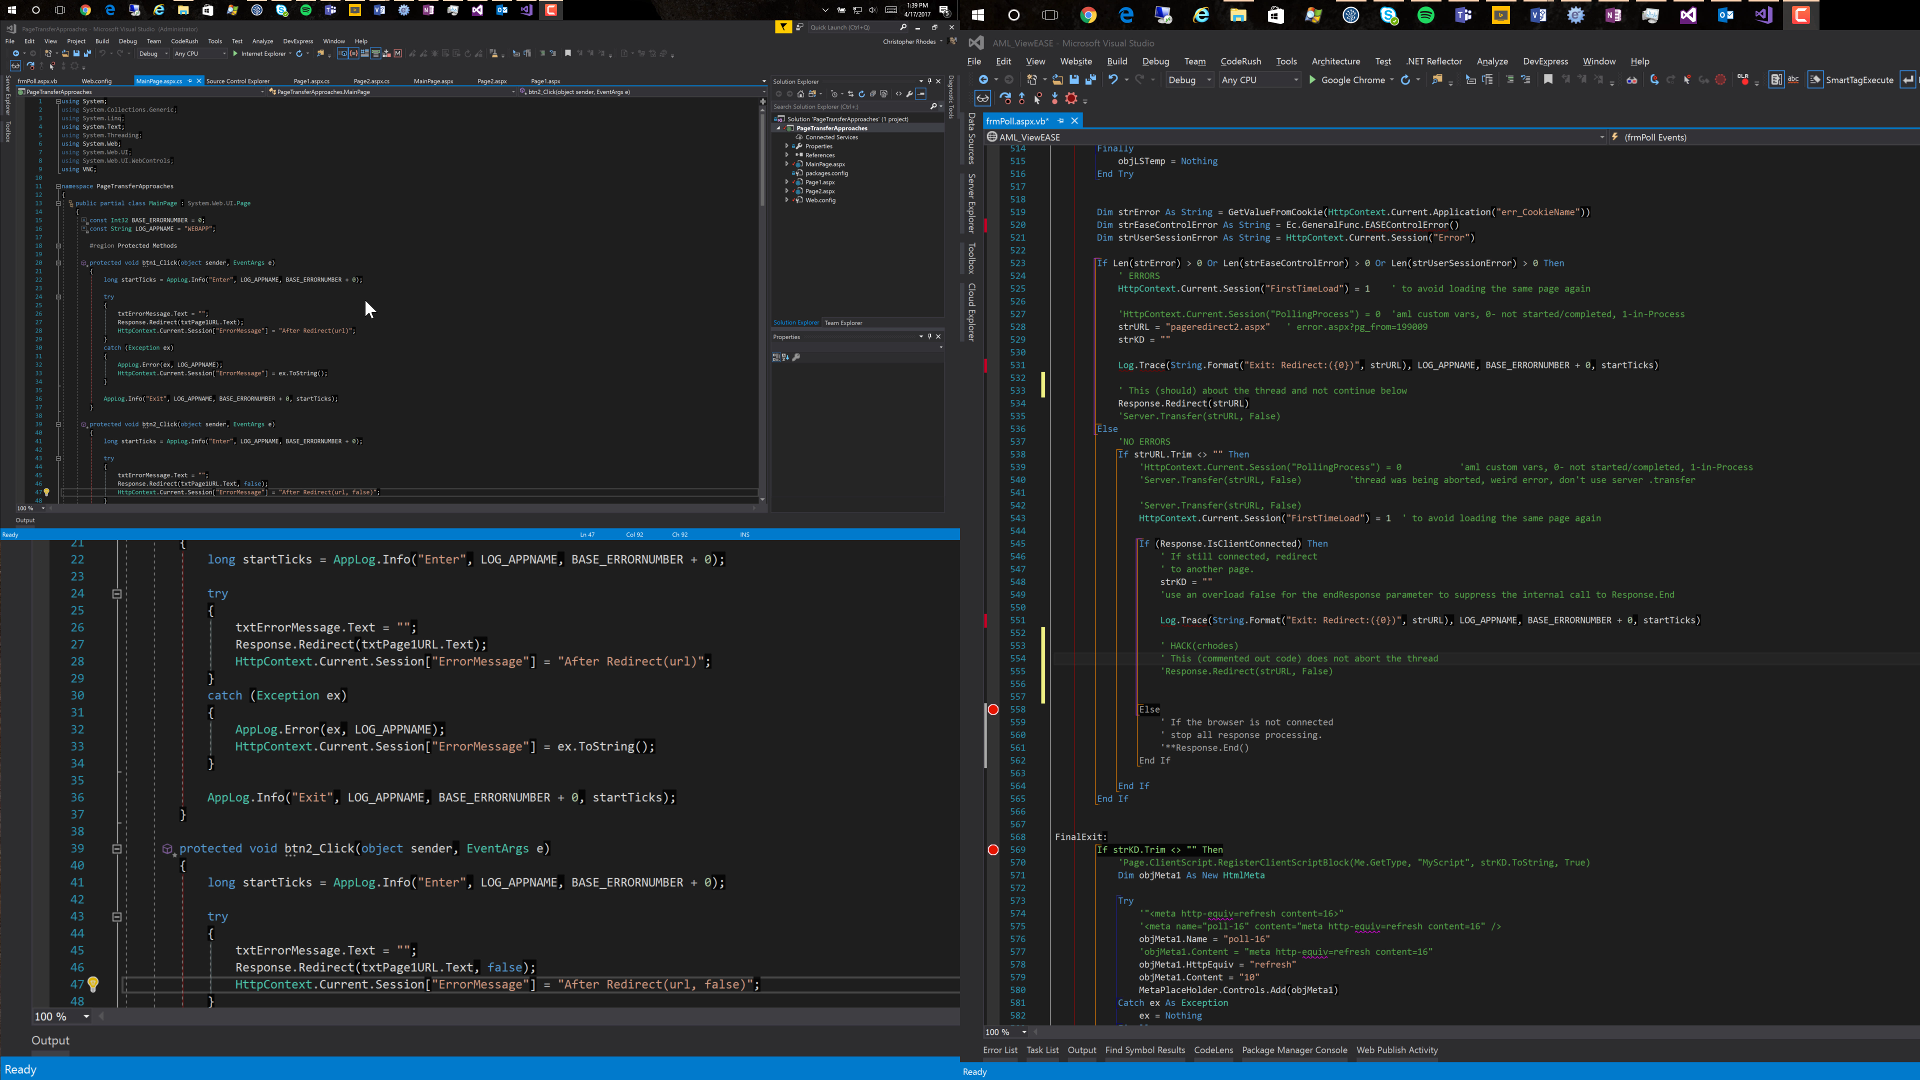 1:39 PM
4/17/2017
PageTransferApproaches - Microsoft Visual Studio (Administrator)
Quick Launch (Ctrl+Q)
File Edit View Project Build Debug Team CodeRush Tools Test Analyze DevExpress Window Help
Christopher Rhodes
Debug Any CPU Internet Explorer
frmPoll.aspx.vb Web.config MainPage.aspx.cs Source Control Explorer Page1.aspx.cs Page2.aspx.cs MainPage.aspx Page2.aspx Page1.aspx
PageTransferApproaches PageTransferApproaches.MainPage btn2_Click(object sender, EventArgs e)
Server Explorer
Toolbox
1 using System;
2 using System.Collections.Generic;
3 using System.Linq;
4 using System.Text;
5 using System.Threading;
6 using System.Web;
7 using System.Web.UI;
8 using System.Web.UI.WebControls;
9 using VNC;
10
11 namespace PageTransferApproaches
12 {
13 public partial class MainPage : System.Web.UI.Page
14 {
15 const Int32 BASE_ERRORNUMBER = 0;
16 const String LOG_APPNAME = "WEBAPP";
17
18 #region Protected Methods
19
20 protected void btn1_Click(object sender, EventArgs e)
21 {
22 long startTicks = AppLog.Info("Enter", LOG_APPNAME, BASE_ERRORNUMBER + 0);
23
24 try
25 {
26 txtErrorMessage.Text = "";
27 Response.Redirect(txtPage1URL.Text);
28 HttpContext.Current.Session["ErrorMessage"] = "After Redirect(url)";
29 }
30 catch (Exception ex)
31 {
32 AppLog.Error(ex, LOG_APPNAME);
33 HttpContext.Current.Session["ErrorMessage"] = ex.ToString();
34 }
35
36 AppLog.Info("Exit", LOG_APPNAME, BASE_ERRORNUMBER + 0, startTicks);
37 }
38
39 protected void btn2_Click(object sender, EventArgs e)
40 {
41 long startTicks = AppLog.Info("Enter", LOG_APPNAME, BASE_ERRORNUMBER + 0);
42
43 try
44 {
45 txtErrorMessage.Text = "";
46 Response.Redirect(txtPage1URL.Text, false);
47 HttpContext.Current.Session["ErrorMessage"] = "After Redirect(url, false)";
48 }
100 %
Output
Ready Ln 47 Col 92 Ch 92 INS
Solution Explorer
Search Solution Explorer (Ctrl+;)
Solution 'PageTransferApproaches' (1 project)
PageTransferApproaches
Connected Services
Properties
References
MainPage.aspx
packages.config
Page1.aspx
Page2.aspx
Web.config
Solution Explorer Team Explorer
Properties
Diagnostic Tools
21 {
22 long startTicks = AppLog.Info("Enter", LOG_APPNAME, BASE_ERRORNUMBER + 0);
23
24 try
25 {
26 txtErrorMessage.Text = "";
27 Response.Redirect(txtPage1URL.Text);
28 HttpContext.Current.Session["ErrorMessage"] = "After Redirect(url)";
29 }
30 catch (Exception ex)
31 {
32 AppLog.Error(ex, LOG_APPNAME);
33 HttpContext.Current.Session["ErrorMessage"] = ex.ToString();
34 }
35
36 AppLog.Info("Exit", LOG_APPNAME, BASE_ERRORNUMBER + 0, startTicks);
37 }
38
39 protected void btn2_Click(object sender, EventArgs e)
40 {
41 long startTicks = AppLog.Info("Enter", LOG_APPNAME, BASE_ERRORNUMBER + 0);
42
43 try
44 {
45 txtErrorMessage.Text = "";
46 Response.Redirect(txtPage1URL.Text, false);
47 HttpContext.Current.Session["ErrorMessage"] = "After Redirect(url, false)";
48 }
100 %
Output
Ready
AML_ViewEASE - Microsoft Visual Studio
File Edit View Website Build Debug Team CodeRush Tools Architecture Test .NET Reflector Analyze DevExpress Window Help
Debug Any CPU Google Chrome SmartTagExecute
frmPoll.aspx.vb*
AML_ViewEASE (frmPoll Events)
Data Sources
Server Explorer
Toolbox
Cloud Explorer
514 Finally
515 objLSTemp = Nothing
516 End Try
517
518
519 Dim strError As String = GetValueFromCookie(HttpContext.Current.Application("err_CookieName"))
520 Dim strEaseControlError As String = Ec.GeneralFunc.EASEControlError()
521 Dim strUserSessionError As String = HttpContext.Current.Session("Error")
522
523 If Len(strError) > 0 Or Len(strEaseControlError) > 0 Or Len(strUserSessionError) > 0 Then
524 ' ERRORS
525 HttpContext.Current.Session("FirstTimeLoad") = 1 ' to avoid loading the same page again
526
527 'HttpContext.Current.Session("PollingProcess") = 0 'aml custom vars, 0- not started/completed, 1-in-Process
528 strURL = "pageredirect2.aspx" ' error.aspx?pg_from=199009
529 strKD = ""
530
531 Log.Trace(String.Format("Exit: Redirect:({0})", strURL), LOG_APPNAME, BASE_ERRORNUMBER + 0, startTicks)
532
533 ' This (should) about the thread and not continue below
534 Response.Redirect(strURL)
535 'Server.Transfer(strURL, False)
536 Else
537 'NO ERRORS
538 If strURL.Trim <> "" Then
539 'HttpContext.Current.Session("PollingProcess") = 0 'aml custom vars, 0- not started/completed, 1-in-Process
540 'Server.Transfer(strURL, False) 'thread was being aborted, weird error, don't use server .transfer
541
542 'Server.Transfer(strURL, False)
543 HttpContext.Current.Session("FirstTimeLoad") = 1 ' to avoid loading the same page again
544
545 If (Response.IsClientConnected) Then
546 ' If still connected, redirect
547 ' to another page.
548 strKD = ""
549 'use an overload false for the endResponse parameter to suppress the internal call to Response.End
550
551 Log.Trace(String.Format("Exit: Redirect:({0})", strURL), LOG_APPNAME, BASE_ERRORNUMBER + 0, startTicks)
552
553 ' HACK(crhodes)
554 ' This (commented out code) does not abort the thread
555 'Response.Redirect(strURL, False)
556
557
558 Else
559 ' If the browser is not connected
560 ' stop all response processing.
561 '**Response.End()
562 End If
563
564 End If
565 End If
566
567
568 FinalExit:
569 If strKD.Trim <> "" Then
570 'Page.ClientScript.RegisterClientScriptBlock(Me.GetType, "MyScript", strKD.ToString, True)
571 Dim objMeta1 As New HtmlMeta
572
573 Try
574 '"<meta http-equiv=refresh content=16>"
575 '<meta name="poll-16" content="meta http-equiv=refresh content=16" />
576 objMeta1.Name = "poll-16"
577 'objMeta1.Content = "meta http-equiv=refresh content=16"
578 objMeta1.HttpEquiv = "refresh"
579 objMeta1.Content = "10"
580 MetaPlaceHolder.Controls.Add(objMeta1)
581 Catch ex As Exception
582 ex = Nothing
100 %
Error List Task List Output Find Symbol Results CodeLens Package Manager Console Web Publish Activity
Ready